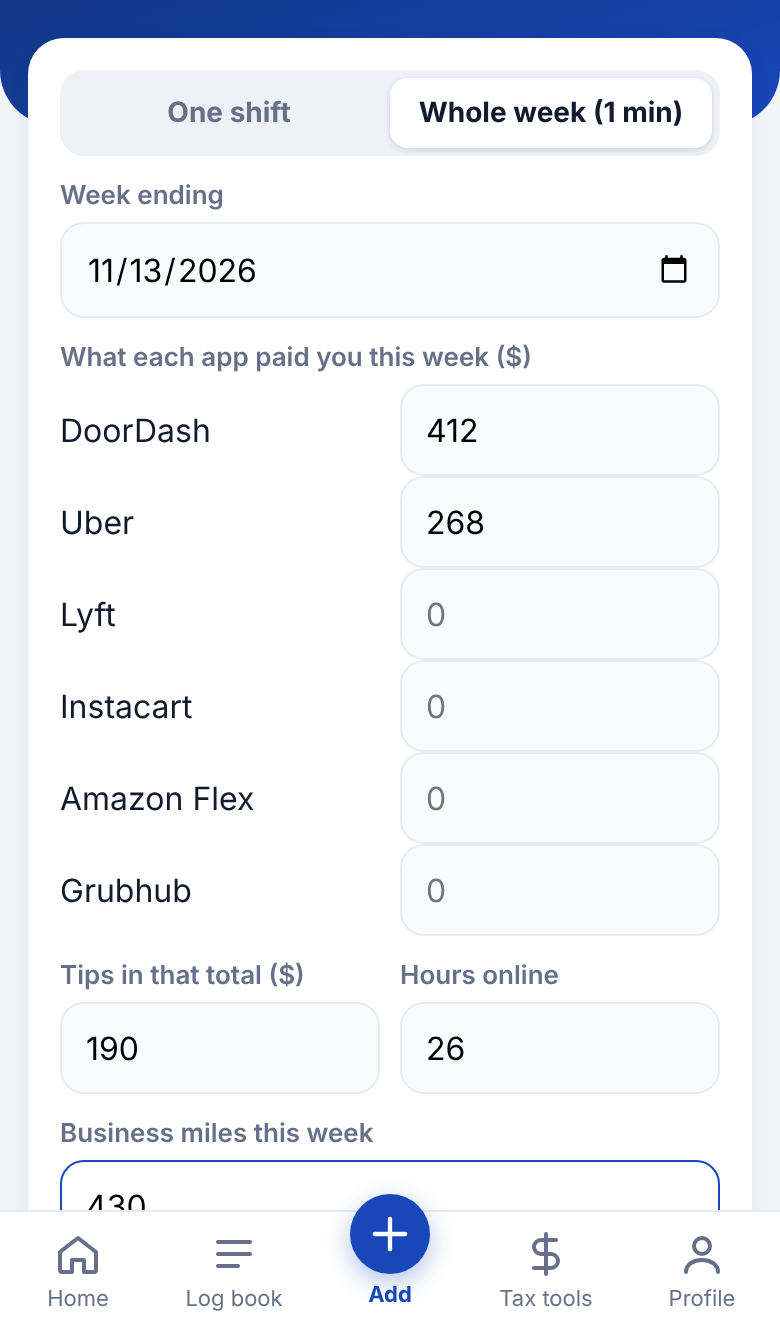 One shift
Whole week (1 min)
Week ending
11/13/2026
What each app paid you this week ($)
DoorDash 412
Uber 268
Lyft 0
Instacart 0
Amazon Flex 0
Grubhub 0
Tips in that total ($)
Hours online
190
26
Business miles this week
430
Home
Log book
Add
Tax tools
Profile